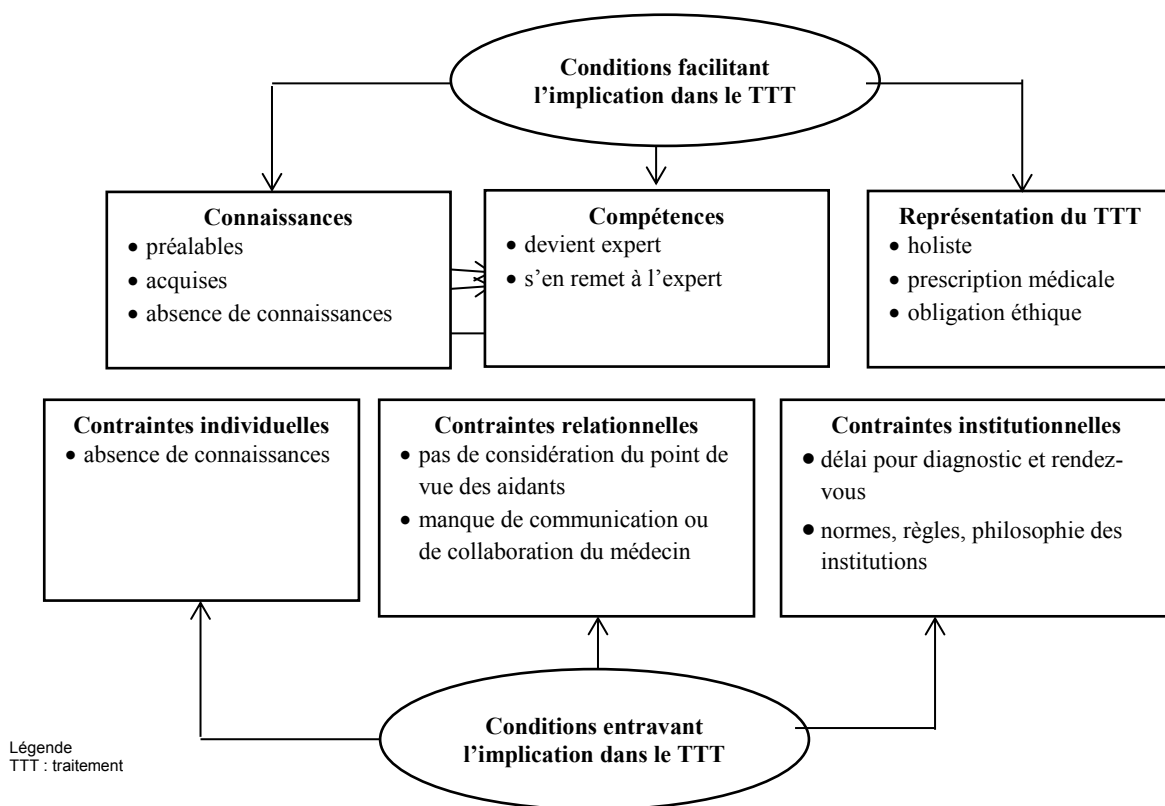 Conditions facilitant
l’implication dans le TTT
Connaissances
• préalables
• acquises
• absence de connaissances
Compétences
• devient expert
• s’en remet à l’expert
Représentation du TTT
• holiste
• prescription médicale
• obligation éthique
Contraintes individuelles
• absence de connaissances
Contraintes relationnelles
• pas de considération du point de
vue des aidants
• manque de communication ou
de collaboration du médecin
Contraintes institutionnelles
• délai pour diagnostic et rendez-
vous
• normes, règles, philosophie des
institutions
Conditions entravant
l’implication dans le TTT
Légende
TTT : traitement